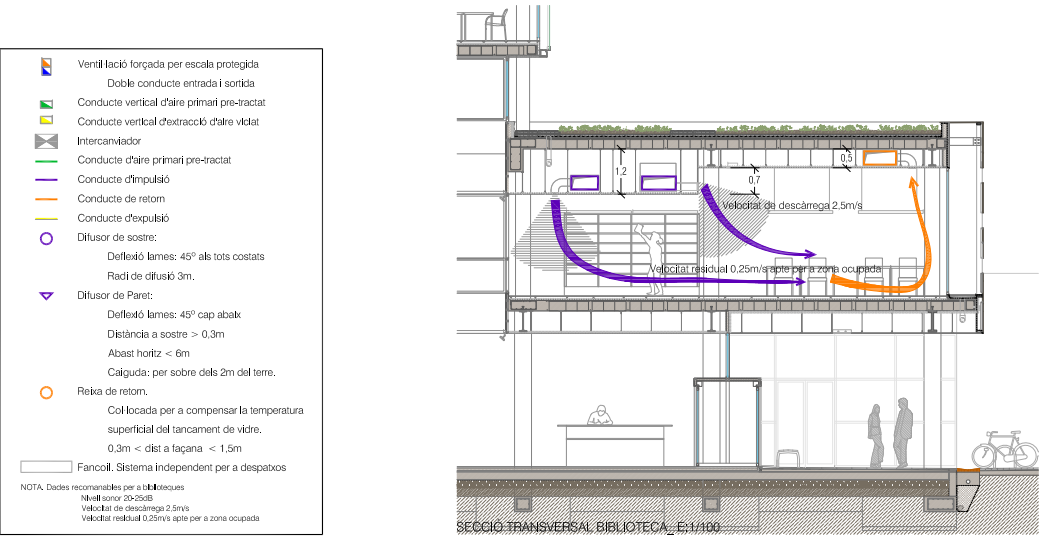 Ventil·lació forçada per escala protegida
Doble conducte entrada i sortida
Conducte vertical d'aire primari pre-tractat
Conducte vertical d'extracció d'aire viciat
Intercanviador
Conducte d'aire primari pre-tractat
Conducte d'impulsió
Conducte de retorn
Conducte d'expulsió
Difusor de sostre:
Deflexió lames: 45º als tots costats
Radi de difusió 3m.
Difusor de Paret:
Deflexió lames: 45º cap abaix
Distància a sostre > 0,3m
Abast horitz < 6m
Caiguda: per sobre dels 2m del terre.
Reixa de retorn.
Col·locada per a compensar la temperatura
superficial del tancament de vidre.
0,3m < dist a façana < 1,5m
Fancoil. Sistema independent per a despatxos
NOTA. Dades recomanables per a biblioteques
Nivell sonor 20-25dB
Velocitat de descàrrega 2,5m/s
Velocitat residual 0,25m/s apte per a zona ocupada
1,2
0,7
0,5
Velocitat de descàrrega 2,5m/s
Velocitat residual 0,25m/s apte per a zona ocupada
SECCIÓ TRANSVERSAL BIBLIOTECA_ E:1/100